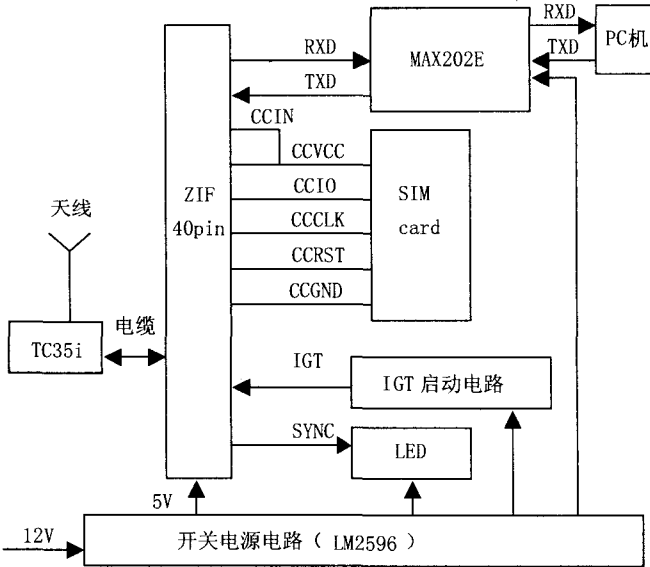 RXD
RXD
MAX202E
TXD
PC机
TXD
CCIN
CCVCC
ZIF
40pin
CCIO
SIM
card
CCCLK
CCRST
CCGND
天线
电缆
TC35i
IGT
IGT 启动电路
SYNC
LED
5V
12V
开关电源电路（ LM2596 ）